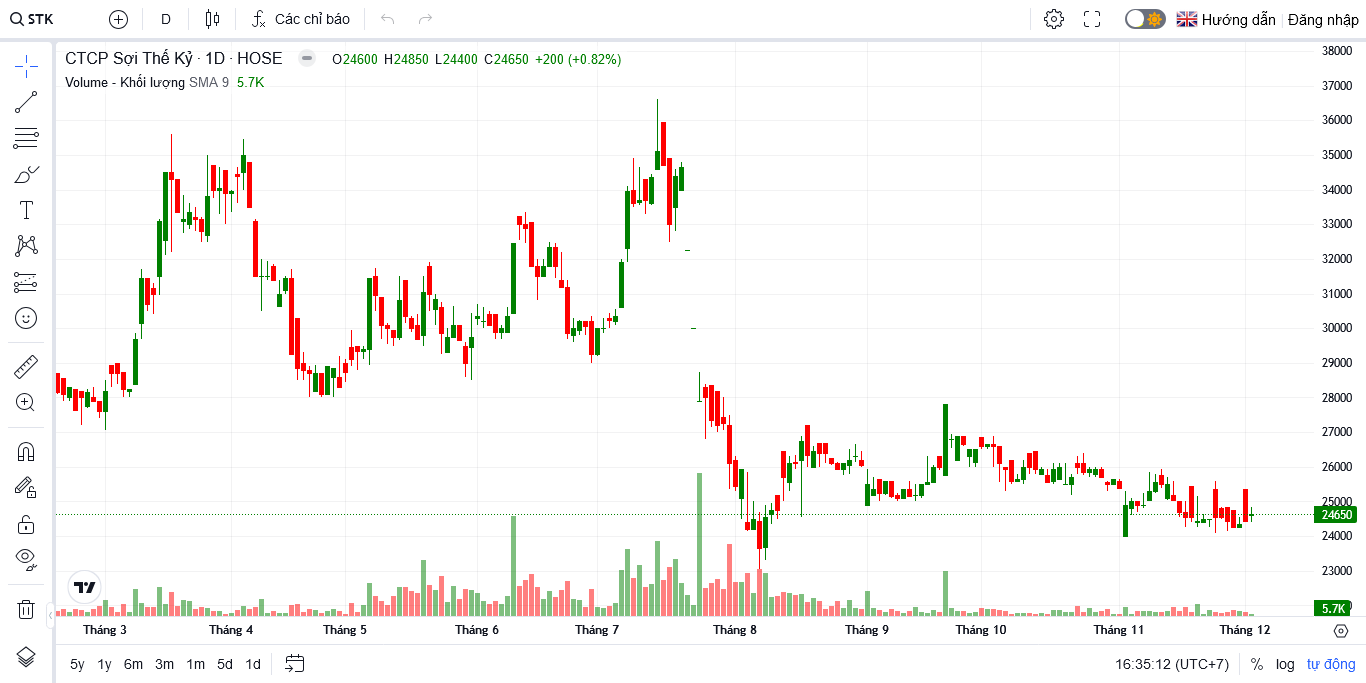 STK D Các chỉ báo Hướng dẫn Đăng nhập
CTCP Sợi Thế Kỷ · 1D · HOSE O24600 H24850 L24400 C24650 +200 (+0.82%)
Volume - Khối lượng SMA 9 5.7K
38000
37000
36000
35000
34000
33000
32000
31000
30000
29000
28000
27000
26000
25000
24650
24000
23000
5.7K
Tháng 3 Tháng 4 Tháng 5 Tháng 6 Tháng 7 Tháng 8 Tháng 9 Tháng 10 Tháng 11 Tháng 12
5y 1y 6m 3m 1m 5d 1d 16:35:12 (UTC+7) % log tự động